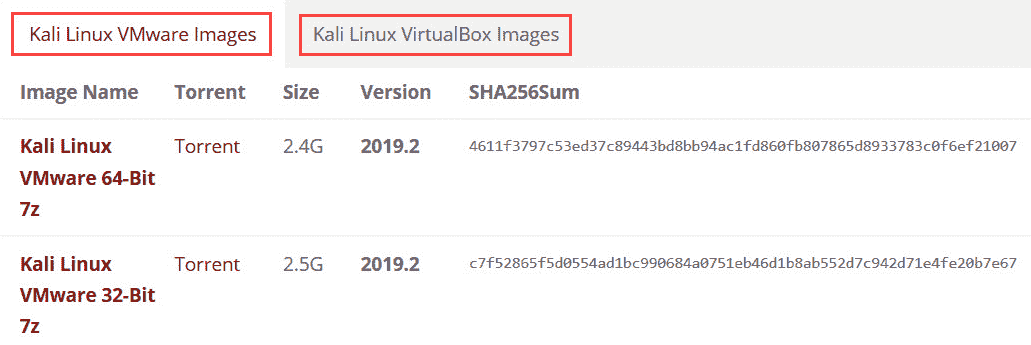 Kali Linux VMware Images
Kali Linux VirtualBox Images
Image Name Torrent Size Version SHA256Sum
Kali Linux Torrent 2.4G 2019.2 4611f3797c53ed37c89443bd8bb94ac1fd860fb807865d8933783c0f6ef21007
VMware 64-Bit
7z
Kali Linux Torrent 2.5G 2019.2 c7f52865f5d0554ad1bc990684a0751eb46d1b8ab552d7c942d71e4fe20b7e67
VMware 32-Bit
7z